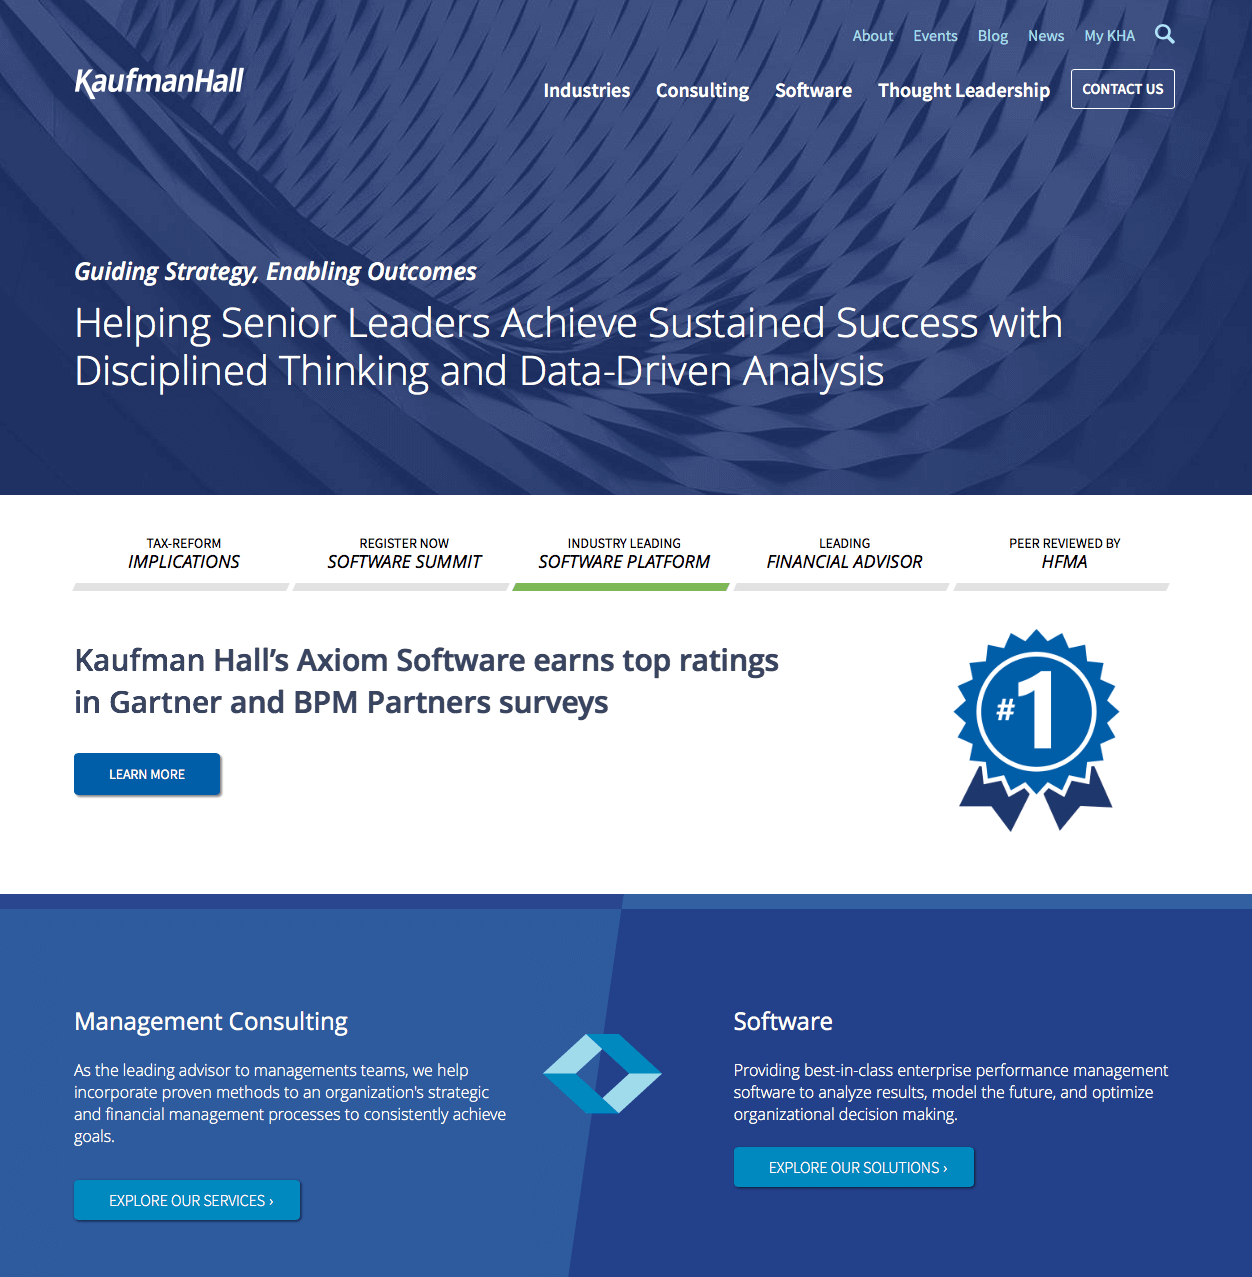 About Events Blog News My KHA
KaufmanHall
Industries Consulting Software Thought Leadership CONTACT US
Guiding Strategy, Enabling Outcomes
Helping Senior Leaders Achieve Sustained Success with
Disciplined Thinking and Data-Driven Analysis
TAX-REFORM
IMPLICATIONS
REGISTER NOW
SOFTWARE SUMMIT
INDUSTRY LEADING
SOFTWARE PLATFORM
LEADING
FINANCIAL ADVISOR
PEER REVIEWED BY
HFMA
Kaufman Hall’s Axiom Software earns top ratings
in Gartner and BPM Partners surveys
LEARN MORE
#1
Management Consulting
As the leading advisor to managements teams, we help
incorporate proven methods to an organization's strategic
and financial management processes to consistently achieve
goals.
EXPLORE OUR SERVICES ›
Software
Providing best-in-class enterprise performance management
software to analyze results, model the future, and optimize
organizational decision making.
EXPLORE OUR SOLUTIONS ›